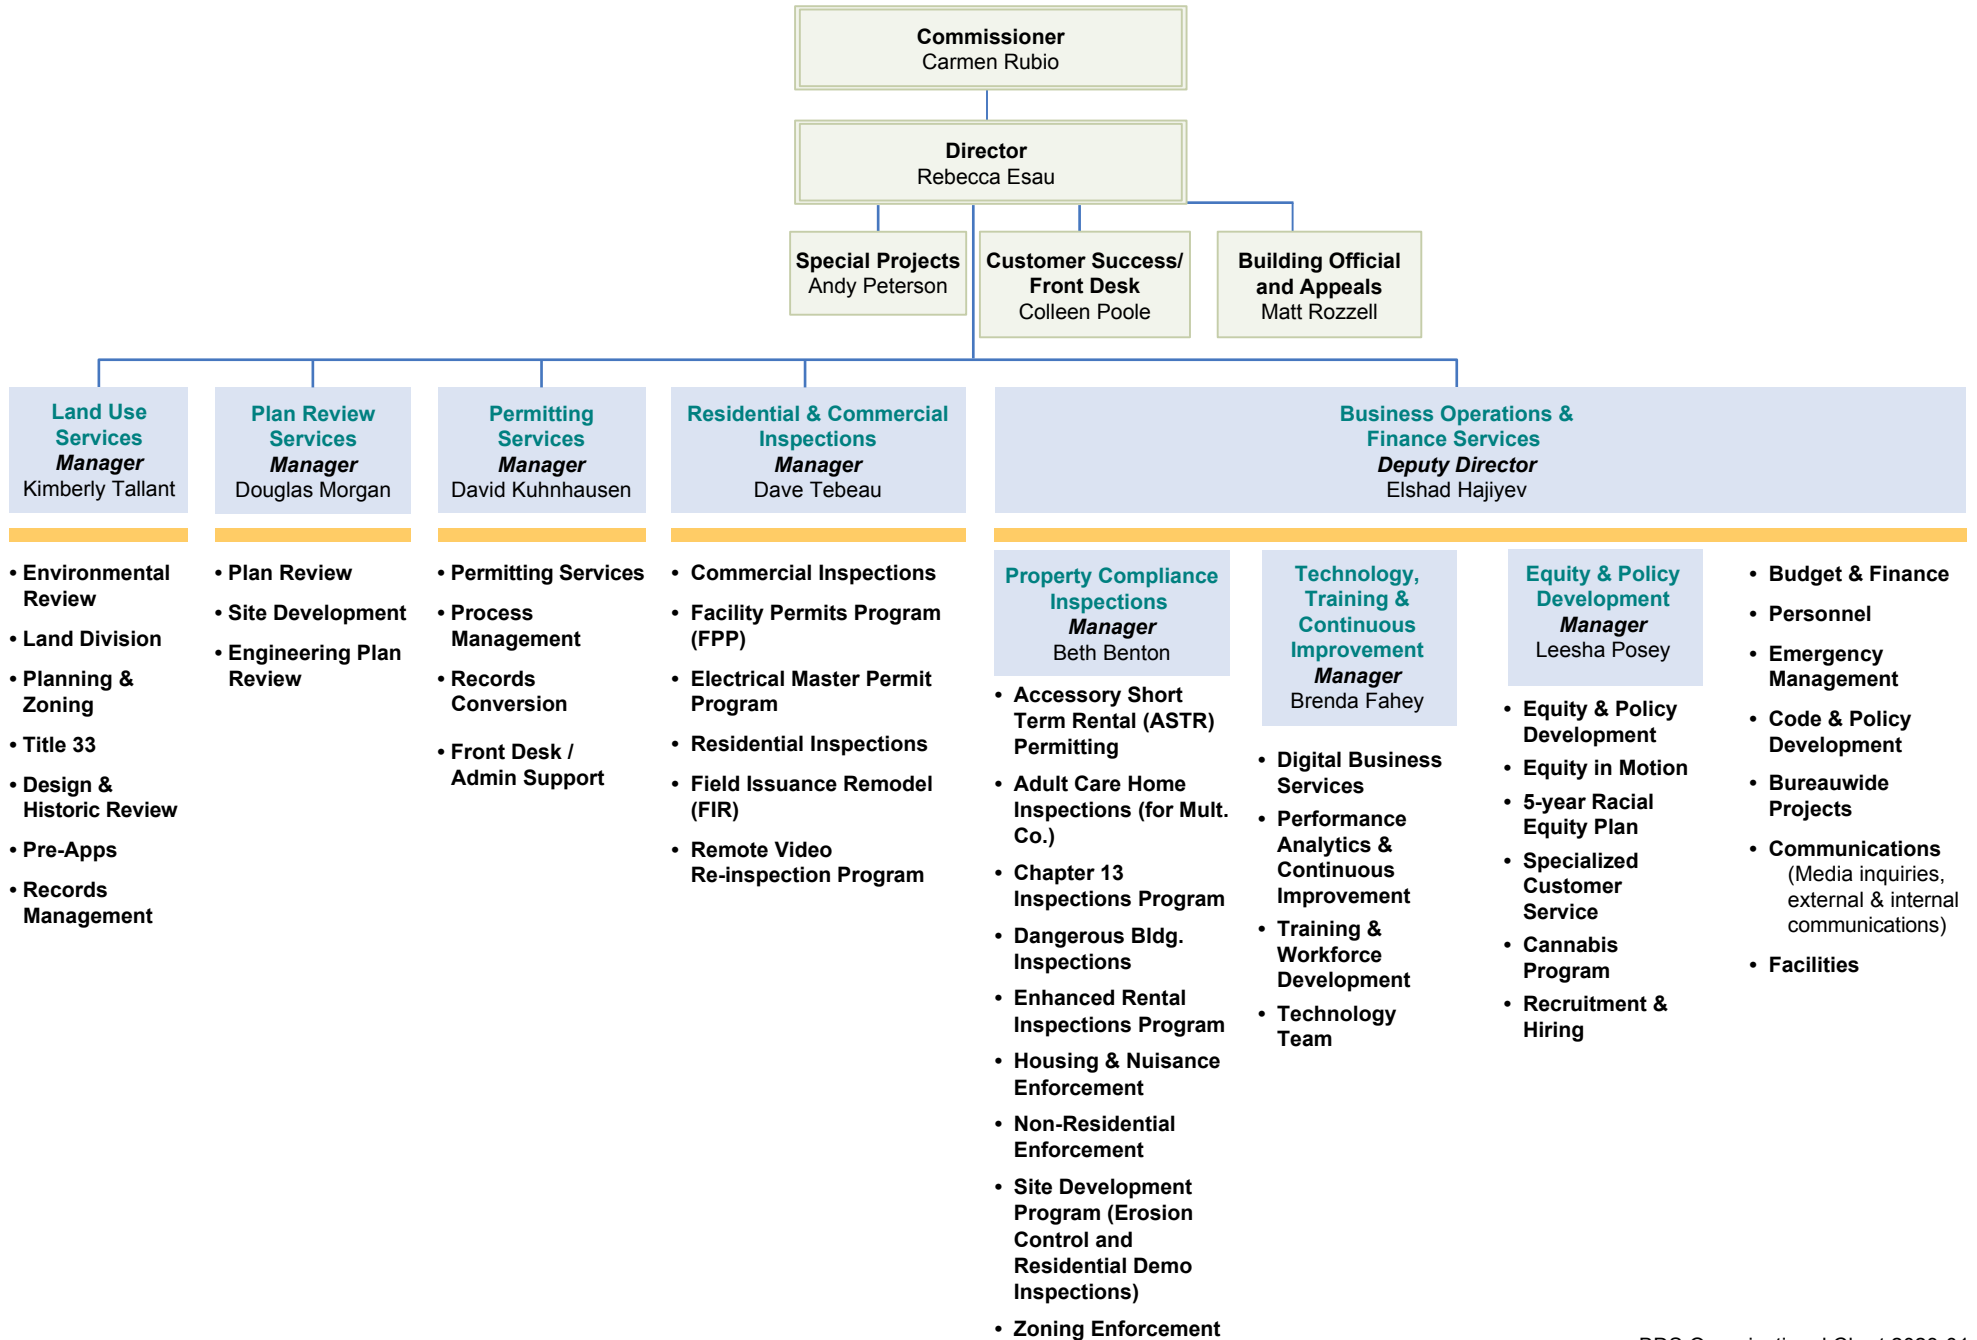 Commissioner
Carmen Rubio
Director
Rebecca Esau
Special Projects
Andy Peterson
Customer Success/
Front Desk
Colleen Poole
Building Official
and Appeals
Matt Rozzell
Land Use
Services
Manager
Kimberly Tallant
Plan Review
Services
Manager
Douglas Morgan
Permitting
Services
Manager
David Kuhnhausen
Residential & Commercial
Inspections
Manager
Dave Tebeau
Business Operations &
Finance Services
Deputy Director
Elshad Hajiyev
• Environmental
Review
• Land Division
• Planning &
Zoning
• Title 33
• Design &
Historic Review
• Pre-Apps
• Records
Management
• Plan Review
• Site Development
• Engineering Plan
Review
• Permitting Services
• Process
Management
• Records
Conversion
• Front Desk /
Admin Support
• Commercial Inspections
• Facility Permits Program
(FPP)
• Electrical Master Permit
Program
• Residential Inspections
• Field Issuance Remodel
(FIR)
• Remote Video
Re-inspection Program
Property Compliance
Inspections
Manager
Beth Benton
• Accessory Short
Term Rental (ASTR)
Permitting
• Adult Care Home
Inspections (for Mult.
Co.)
• Chapter 13
Inspections Program
• Dangerous Bldg.
Inspections
• Enhanced Rental
Inspections Program
• Housing & Nuisance
Enforcement
• Non-Residential
Enforcement
• Site Development
Program (Erosion
Control and
Residential Demo
Inspections)
• Zoning Enforcement
Technology,
Training &
Continuous
Improvement
Manager
Brenda Fahey
• Digital Business
Services
• Performance
Analytics &
Continuous
Improvement
• Training &
Workforce
Development
• Technology
Team
Equity & Policy
Development
Manager
Leesha Posey
• Equity & Policy
Development
• Equity in Motion
• 5-year Racial
Equity Plan
• Specialized
Customer
Service
• Cannabis
Program
• Recruitment &
Hiring
• Budget & Finance
• Personnel
• Emergency
Management
• Code & Policy
Development
• Bureauwide
Projects
• Communications
(Media inquiries,
external & internal
communications)
• Facilities